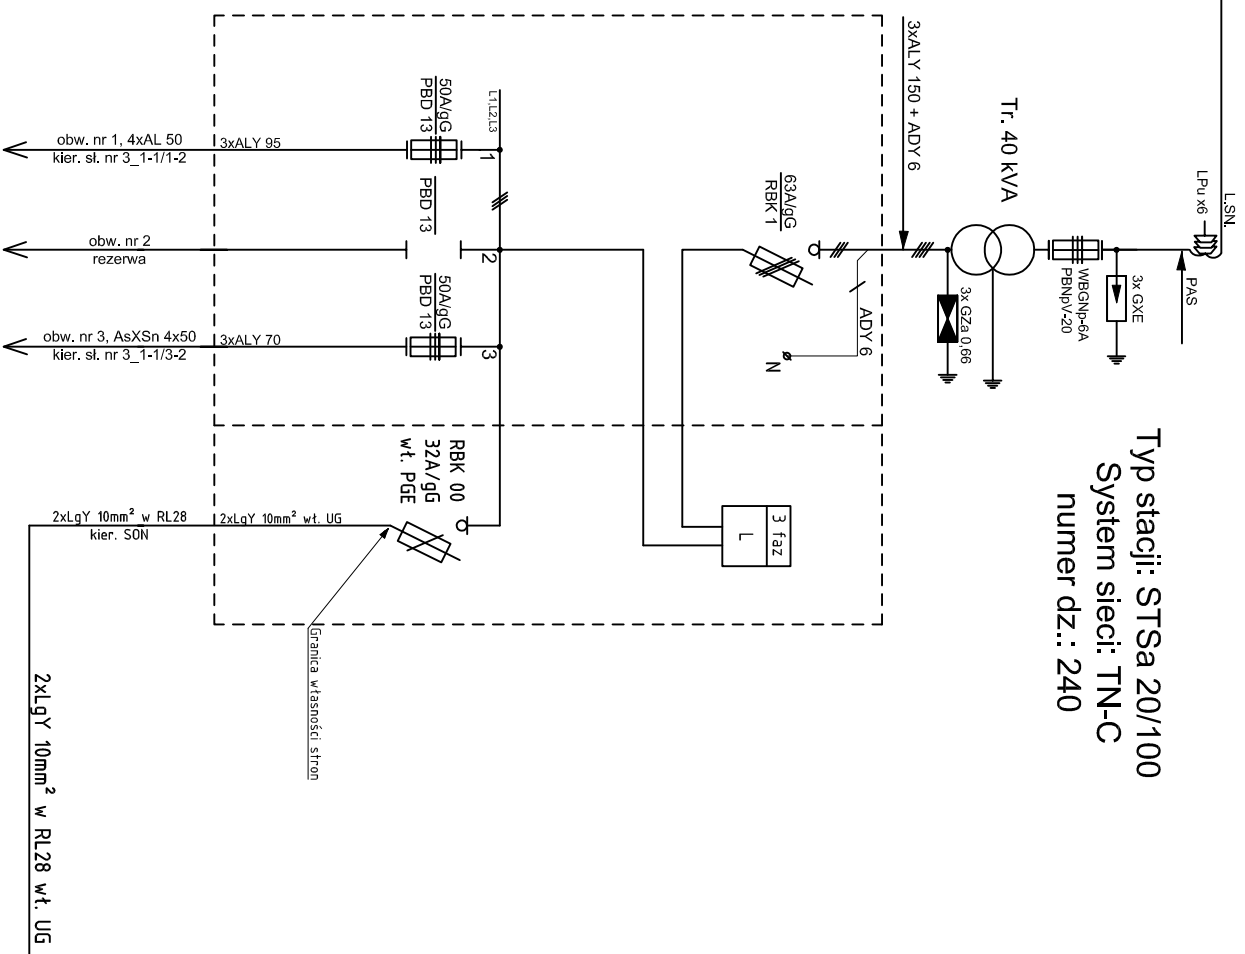 L.SN.
LPu x6
PAS
3x GXE
WBGNp-6A
PBNpV-20
Tr. 40 kVA
3x GZa 0,66
3xALY 150 + ADY 6
63A/gG
RBK 1
ADY 6
N
L1,L2,L3
50A/gG
PBD 13
1
obw. nr 1, 4xAL 50
kier. sł. nr 3_1-1/1-2
3xALY 95
PBD 13
2
obw. nr 2
rezerwa
50A/gG
PBD 13
3
obw. nr 3, AsXSn 4x50
kier. sł. nr 3_1-1/3-2
3xALY 70
RBK 00
32A/gG
wł. PGE
3 faz
L
2xLgY 10mm² w RL28
kier. SON
2xLgY 10mm² wł. UG
Granica własności stron
2xLgY 10mm² w RL28 wł. UG
Typ stacji: STSa 20/100
System sieci: TN-C
numer dz.: 240